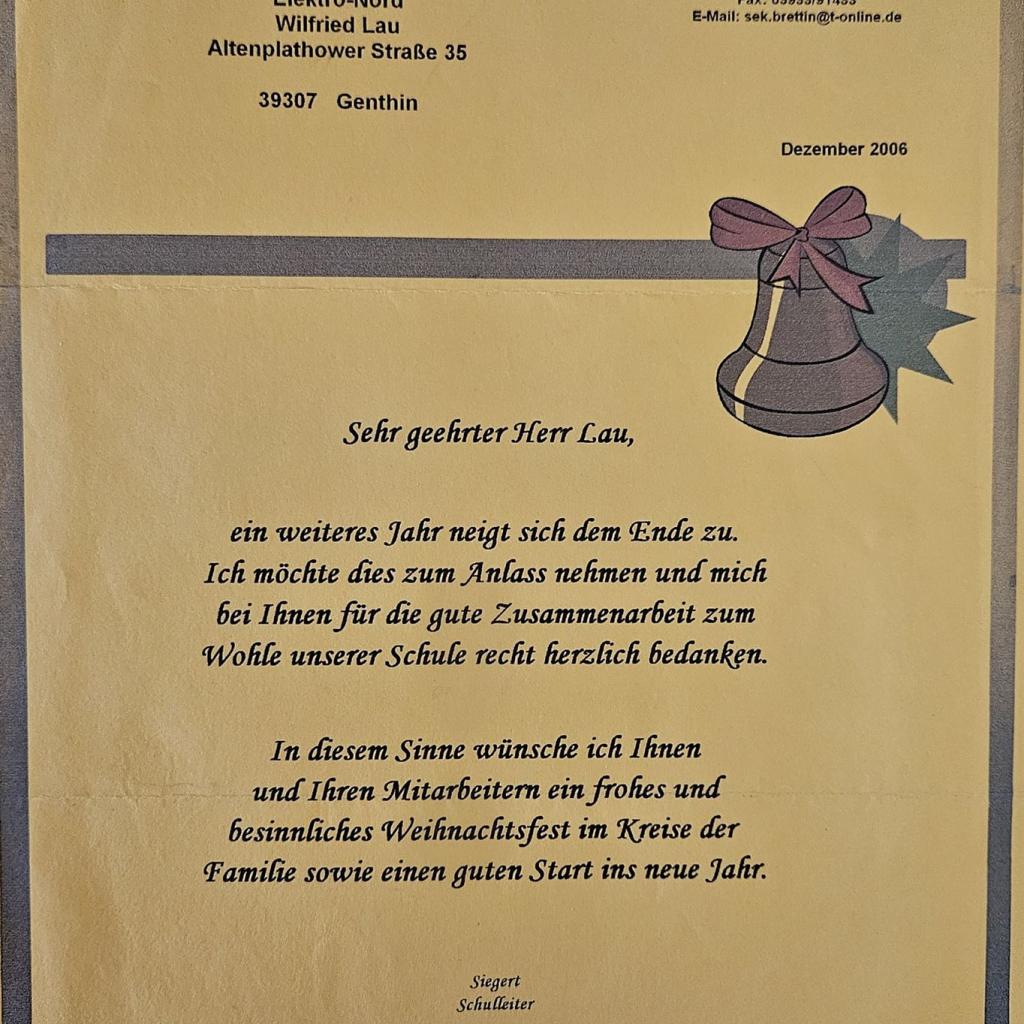 Elektro-Nord
Wilfried Lau
Altenplathower Straße 35
39307 Genthin
E-Mail: sek.brettin@t-online.de
Dezember 2006
Sehr geehrter Herr Lau,
ein weiteres Jahr neigt sich dem Ende zu.
Ich möchte dies zum Anlass nehmen und mich
bei Ihnen für die gute Zusammenarbeit zum
Wohle unserer Schule recht herzlich bedanken.
In diesem Sinne wünsche ich Ihnen
und Ihren Mitarbeitern ein frohes und
besinnliches Weihnachtsfest im Kreise der
Familie sowie einen guten Start ins neue Jahr.
Siegert
Schulleiter